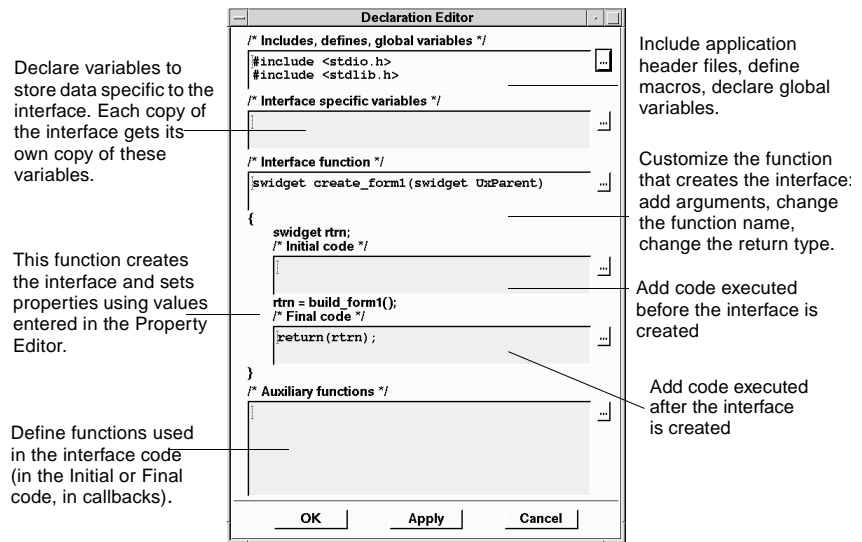 Declaration Editor
/* Includes, defines, global variables */
#include <stdio.h>
#include <stdlib.h>
...
/* Interface specific variables */
...
/* Interface function */
swidget create_form1(swidget UxParent)
...
{
swidget rtrn;
/* Initial code */
...
rtrn = build_form1();
/* Final code */
return(rtrn);
...
}
/* Auxiliary functions */
...
OK Apply Cancel
Declare variables to
store data specific to the
interface. Each copy of
the interface gets its
own copy of these
variables.
This function creates
the interface and sets
properties using values
entered in the Property
Editor.
Define functions used
in the interface code
(in the Initial or Final
code, in callbacks).
Include application
header files, define
macros, declare global
variables.
Customize the function
that creates the interface:
add arguments, change
the function name,
change the return type.
Add code executed
before the interface is
created
Add code executed
after the interface
is created